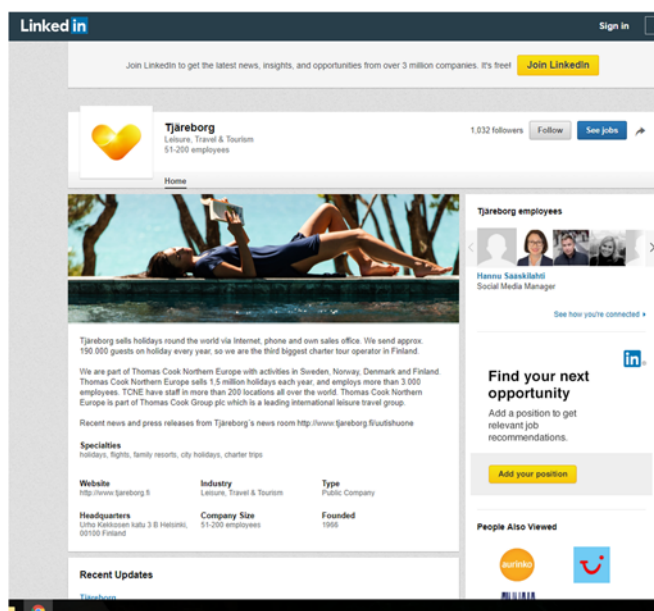 Linked in
Sign in
Join LinkedIn to get the latest news, insights, and opportunities from over 3 million companies. It's free!
Join LinkedIn
Tjäreborg
Leisure, Travel & Tourism
51-200 employees
1,032 followers
Follow
See jobs
Home
Tjäreborg sells holidays round the world via Internet, phone and own sales office. We send approx.
190.000 guests on holiday every year, so we are the third biggest charter tour operator in Finland.
We are part of Thomas Cook Northern Europe with activities in Sweden, Norway, Denmark and Finland.
Thomas Cook Northern Europe sells 1,5 million holidays each year, and employs more than 3.000
employees. TCNE have staff in more than 200 locations all over the world. Thomas Cook Northern
Europe is part of Thomas Cook Group plc which is a leading international leisure travel group.
Recent news and press releases from Tjäreborg´s news room http://www.tjareborg.fi/uutishuone
Specialties
holidays, flights, family resorts, city holidays, charter trips
Website
http://www.tjareborg.fi
Industry
Leisure, Travel & Tourism
Type
Public Company
Headquarters
Urho Kekkosen katu 3 B Helsinki,
00100 Finland
Company Size
51-200 employees
Founded
1966
Recent Updates
Tjäreborg
Tjäreborg employees
Hannu Sääskilahti
Social Media Manager
See how you're connected
in
Find your next
opportunity
Add a position to get
relevant job
recommendations.
Add your position
People Also Viewed
aurinko